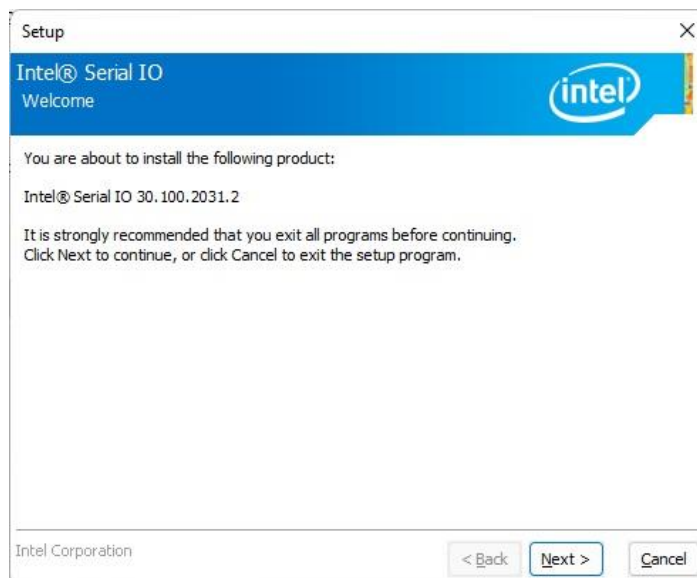 Setup
Intel® Serial IO
Welcome
intel
You are about to install the following product:
Intel® Serial IO 30.100.2031.2
It is strongly recommended that you exit all programs before continuing.
Click Next to continue, or click Cancel to exit the setup program.
Intel Corporation
< Back Next > Cancel